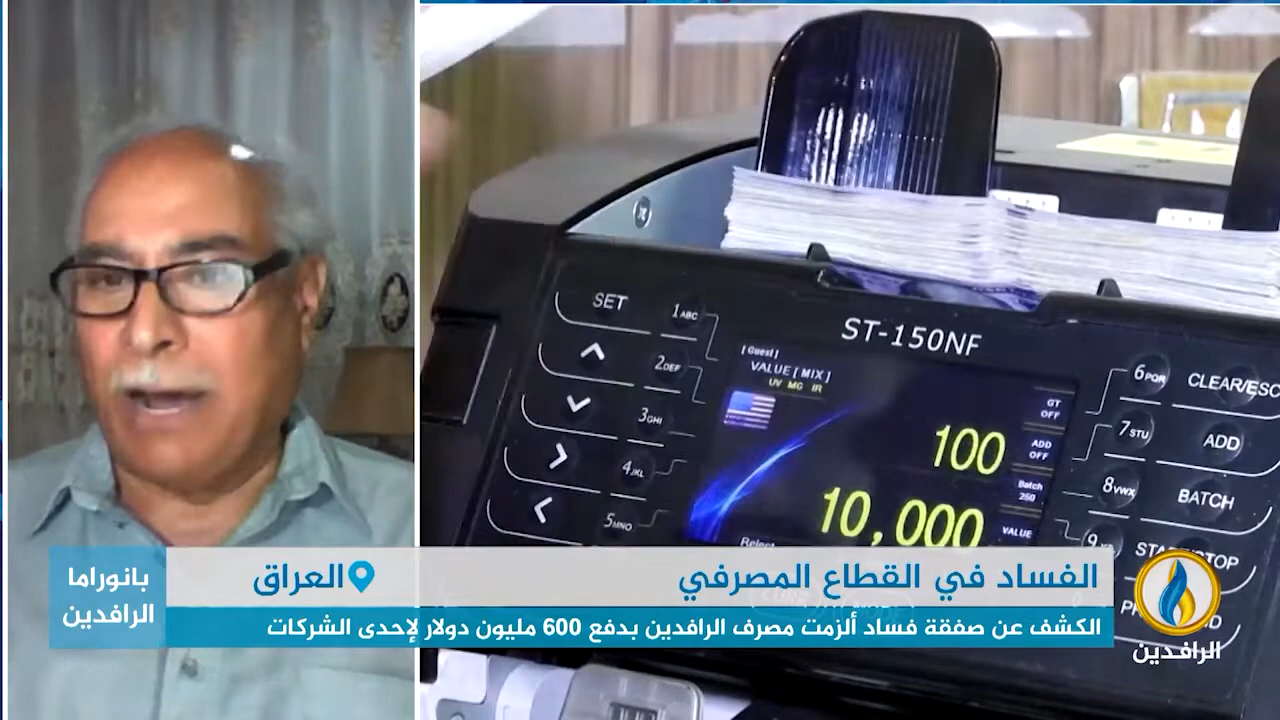 SET
1ABC
2DEF
3GHI
4JKL
5MNO
ST-150NF
[ Guest ]
VALUE [ MIX ]
UV MG IR
100
10,000
GT
OFF
ADD
OFF
Batch
250
VALUE
6PQR
7STU
8VWX
CLEAR/ESC
ADD
BATCH
الفساد في القطاع المصرفي
العراق
بانوراما
الرافدين
الكشف عن صفقة فساد ألزمت مصرف الرافدين بدفع 600 مليون دولار لإحدى الشركات
الرافدين